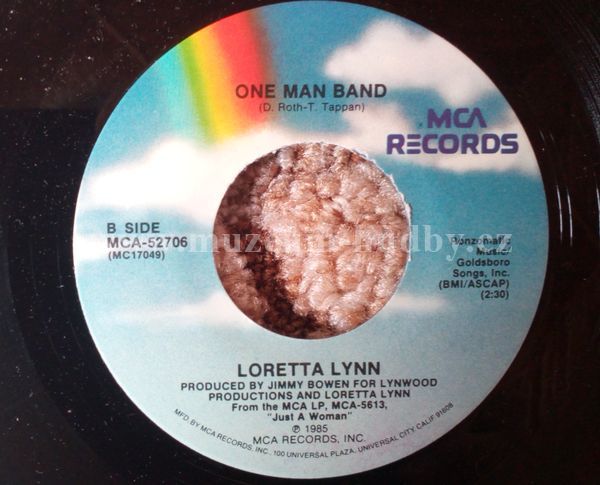 ONE MAN BAND
(D. Roth-T. Tappan)
MCA
RECORDS
B SIDE
MCA-52706
(MC17049)
Bonzomatic
Music/
Goldsboro
Songs, Inc.
(BMI/ASCAP)
(2:30)
LORETTA LYNN
PRODUCED BY JIMMY BOWEN FOR LYNWOOD
PRODUCTIONS AND LORETTA LYNN
From the MCA LP, MCA-5613,
"Just A Woman"
℗ 1985
MCA RECORDS, INC.
MFD BY MCA RECORDS, INC., 100 UNIVERSAL PLAZA, UNIVERSAL CITY, CALIF. 91608